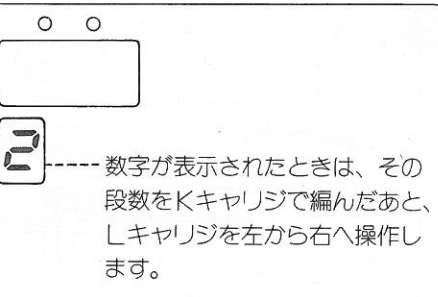 2
数字が表示されたときは、その
段数をKキャリジで編んだあと、
Lキャリジを左から右へ操作し
ます。